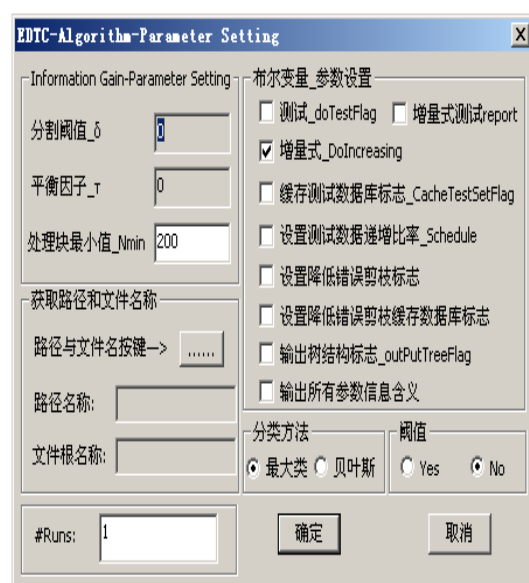 EDTC-Algorithm-Parameter Setting
Information Gain-Parameter Setting
分割阈值_δ 0
平衡因子_τ 0
处理块最小值_Nmin 200
获取路径和文件名称
路径与文件名按键—> ......
路径名称:
文件根名称:
#Runs: 1
布尔变量_参数设置
测试_doTestFlag 增量式测试report
增量式_DoIncreasing
缓存测试数据库标志_CacheTestSetFlag
设置测试数据递增比率_Schedule
设置降低错误剪枝标志
设置降低错误剪枝缓存数据库标志
输出树结构标志_outPutTreeFlag
输出所有参数信息含义
分类方法
最大类 贝叶斯
阈值
Yes No
确定 取消